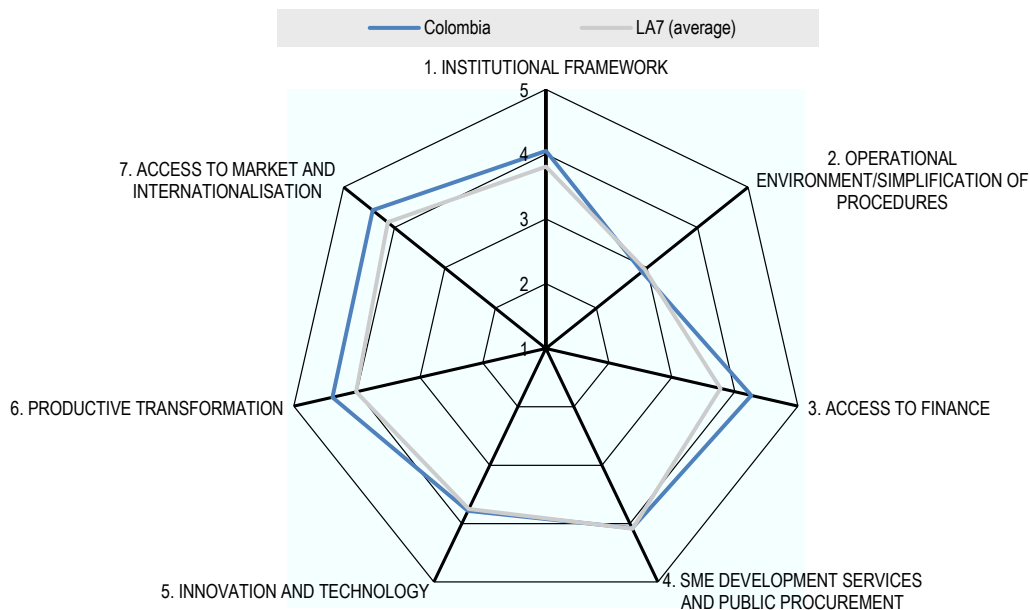 Colombia
LA7 (average)
1. INSTITUTIONAL FRAMEWORK
5
4
3
2
1
2. OPERATIONAL
ENVIRONMENT/SIMPLIFICATION OF
PROCEDURES
3. ACCESS TO FINANCE
4. SME DEVELOPMENT SERVICES
AND PUBLIC PROCUREMENT
5. INNOVATION AND TECHNOLOGY
6. PRODUCTIVE TRANSFORMATION
7. ACCESS TO MARKET AND
INTERNATIONALISATION